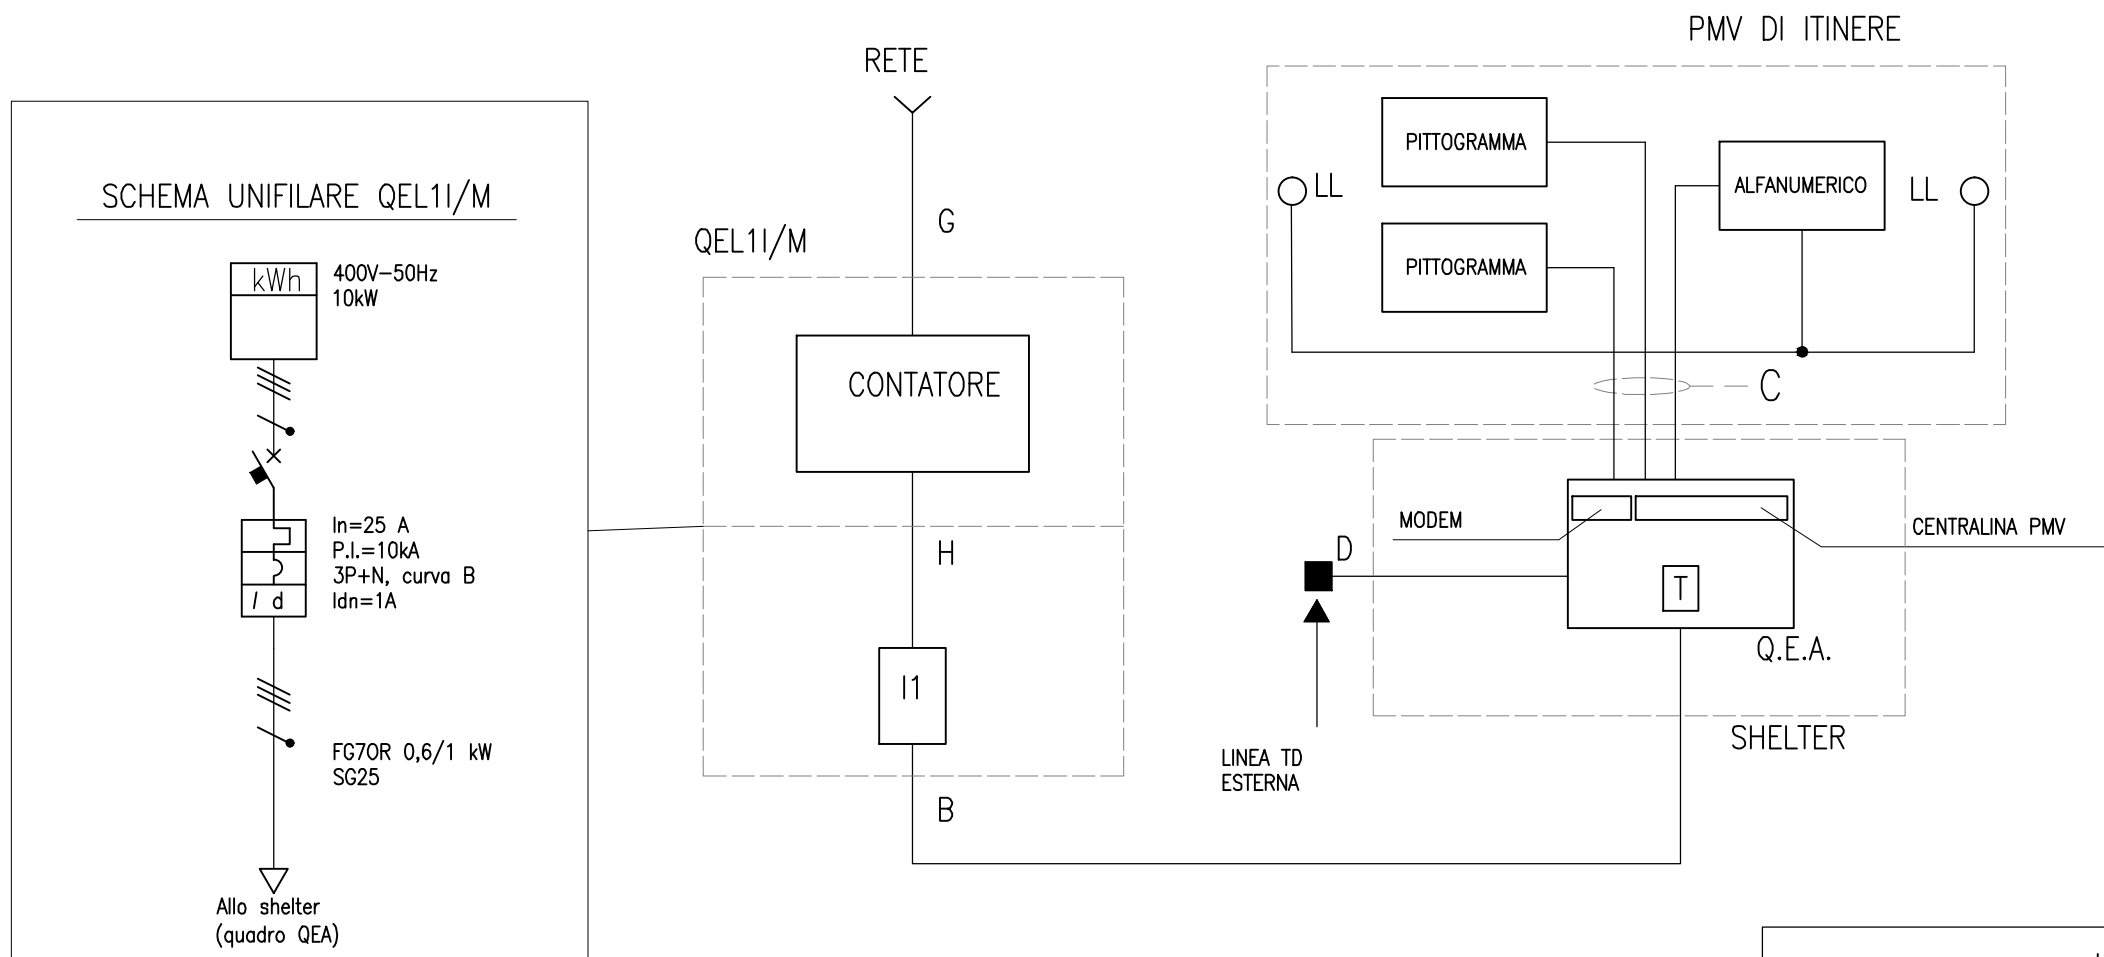 PMV DI ITINERE
RETE
PITTOGRAMMA
LL
ALFANUMERICO
LL
SCHEMA UNIFILARE QEL1I/M
G
QEL1I/M
PITTOGRAMMA
kWh
400V-50Hz
10kW
CONTATORE
C
In=25 A
P.I.=10kA
3P+N, curva B
Idn=1A
I d
MODEM
CENTRALINA PMV
D
H
T
Q.E.A.
I1
SHELTER
FG7OR 0,6/1 kW
SG25
LINEA TD
ESTERNA
B
Allo shelter
(quadro QEA)